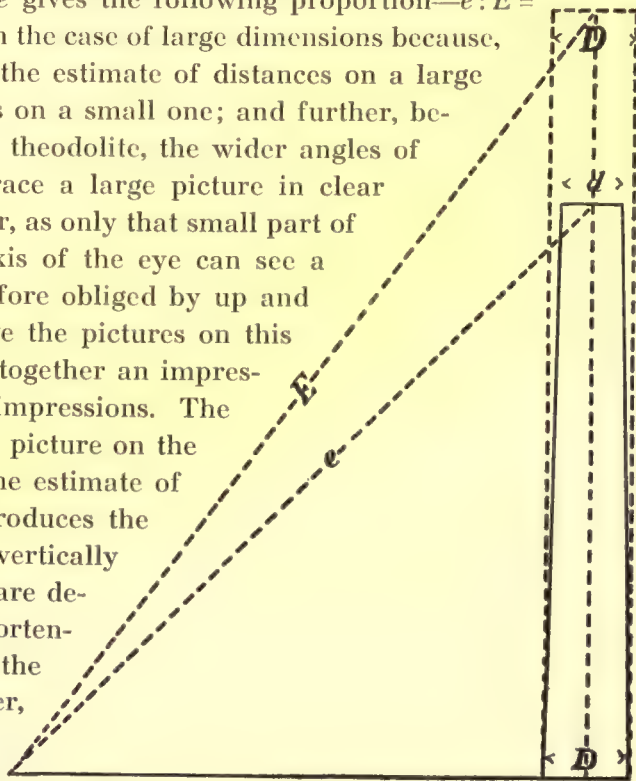 e gives the following proportion—e : E =
n the case of large dimensions because,
the estimate of distances on a large
s on a small one; and further, be-
theodolite, the wider angles of
race a large picture in clear
r, as only that small part of
xis of the eye can see a
fore obliged by up and
ve the pictures on this
together an impres-
impressions. The
picture on the
he estimate of
roduces the
vertically
are de-
orten-
the
er,
D
d
E
e
D